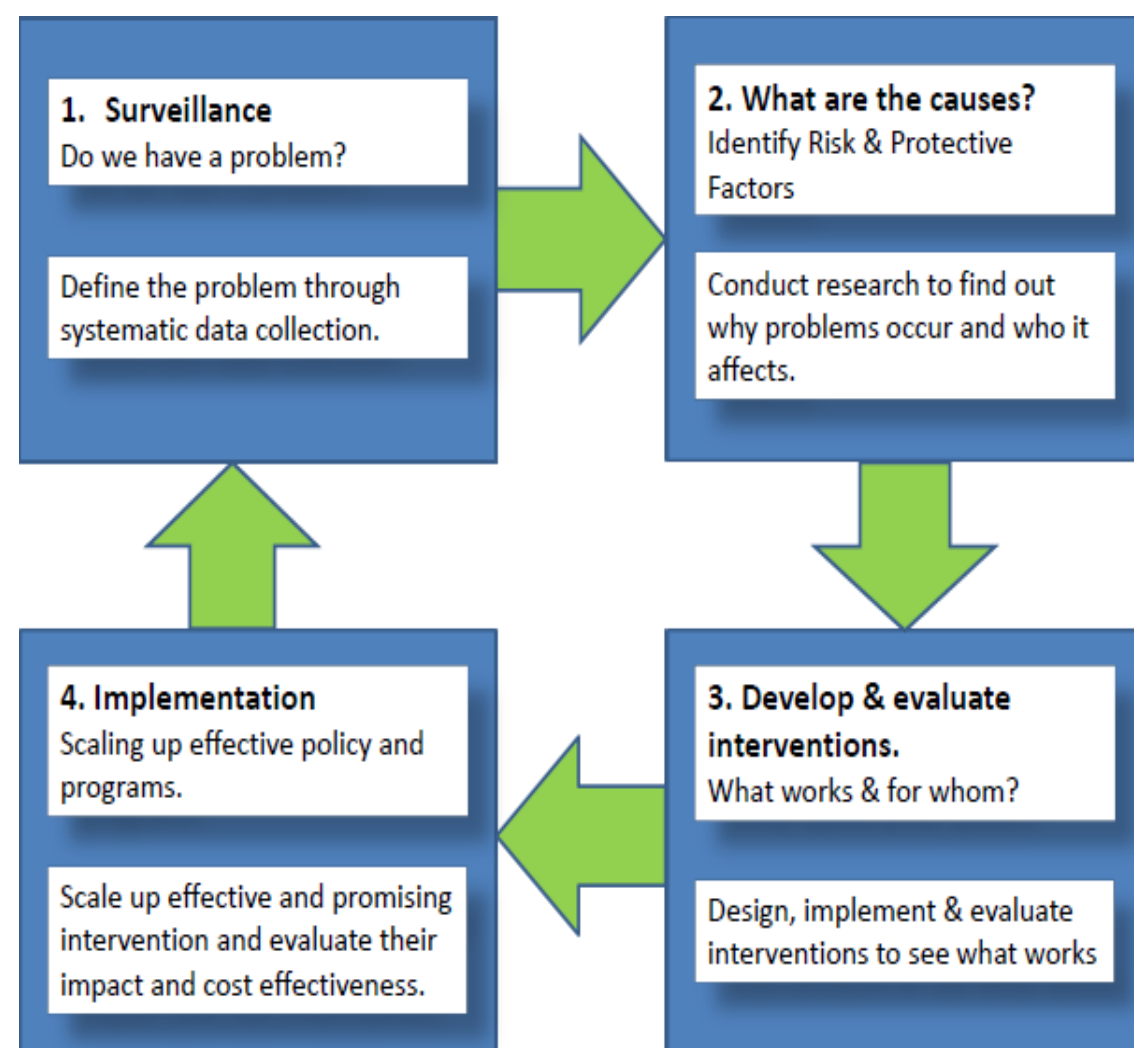 1. Surveillance
Do we have a problem?
Define the problem through
systematic data collection.
2. What are the causes?
Identify Risk & Protective
Factors
Conduct research to find out
why problems occur and who it
affects.
3. Develop & evaluate
interventions.
What works & for whom?
Design, implement & evaluate
interventions to see what works
4. Implementation
Scaling up effective policy and
programs.
Scale up effective and promising
intervention and evaluate their
impact and cost effectiveness.